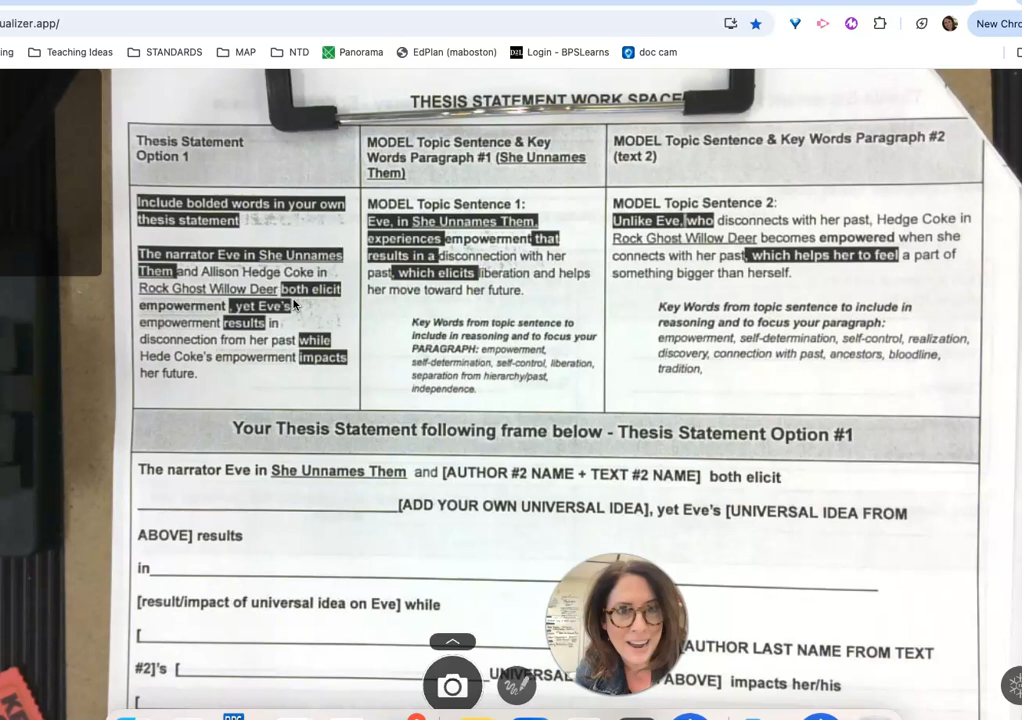 ualizer.app/
New Chro
ing
Teaching Ideas
STANDARDS
MAP
NTD
Panorama
EdPlan (maboston)
D2L
Login - BPSLearns
doc cam
THESIS STATEMENT WORK SPACE
Thesis Statement
Option 1
MODEL Topic Sentence & Key
Words Paragraph #1 (She Unnames
Them)
MODEL Topic Sentence & Key Words Paragraph #2
(text 2)
Include bolded words in your own
thesis statement
The narrator Eve in She Unnames
Them and Allison Hedge Coke in
Rock Ghost Willow Deer both elicit
empowerment , yet Eve's
empowerment results in
disconnection from her past while
Hede Coke's empowerment impacts
her future.
MODEL Topic Sentence 1:
Eve, in She Unnames Them,
experiences empowerment that
results in a disconnection with her
past, which elicits liberation and helps
her move toward her future.
Key Words from topic sentence to
include in reasoning and to focus your
PARAGRAPH: empowerment,
self-determination, self-control, liberation,
separation from hierarchy/past,
independence.
MODEL Topic Sentence 2:
Unlike Eve, who disconnects with her past, Hedge Coke in
Rock Ghost Willow Deer becomes empowered when she
connects with her past, which helps her to feel a part of
something bigger than herself.
Key Words from topic sentence to include in
reasoning and to focus your paragraph:
empowerment, self-determination, self-control, realization,
discovery, connection with past, ancestors, bloodline,
tradition,
Your Thesis Statement following frame below - Thesis Statement Option #1
The narrator Eve in She Unnames Them and [AUTHOR #2 NAME + TEXT #2 NAME] both elicit
[ADD YOUR OWN UNIVERSAL IDEA], yet Eve's [UNIVERSAL IDEA FROM
ABOVE] results
in
[result/impact of universal idea on Eve] while
[ AUTHOR LAST NAME FROM TEXT
#2]'s [ UNIVERSAL ABOVE] impacts her/his
[